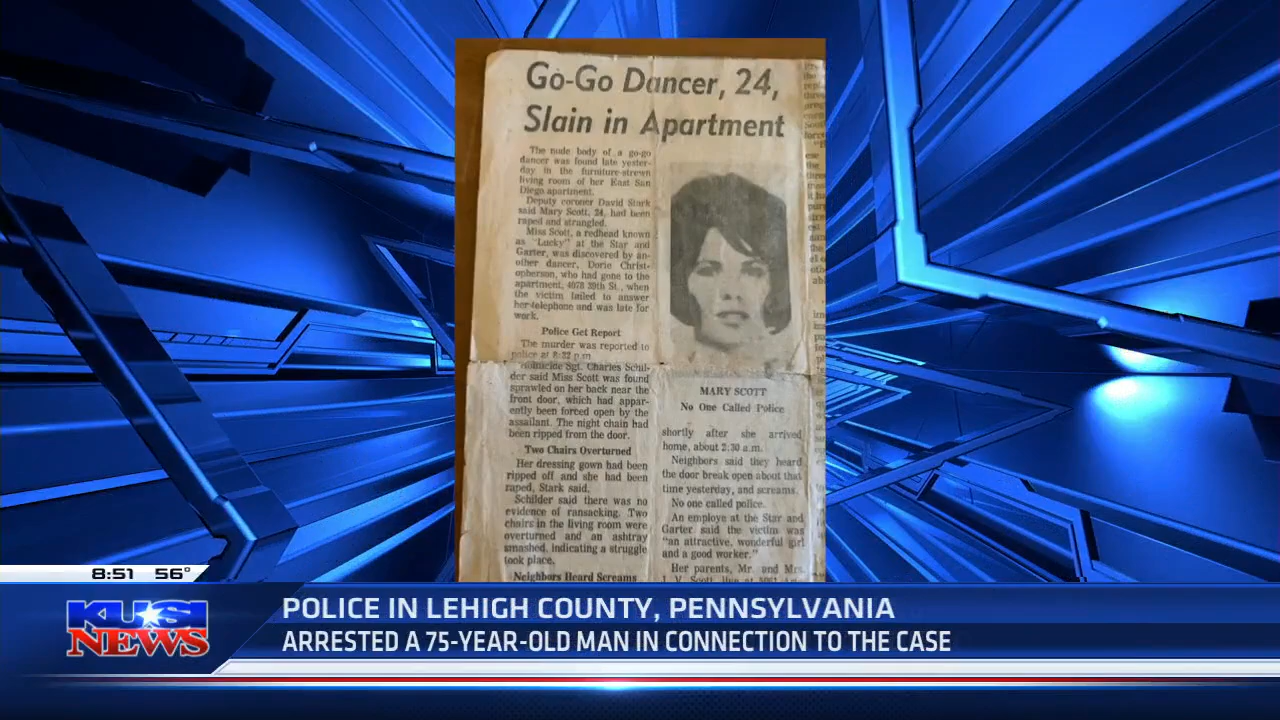 Go-Go Dancer, 24,
Slain in Apartment
The nude body of a go-go
dancer was found late yester-
day in the furniture-strewn
living room of her East San
Diego apartment.
Deputy coroner David Stark
said Mary Scott, 24, had been
raped and strangled.
Miss Scott, a redhead known
as "Lucky" at the Star and
Garter, was discovered by an-
other dancer, Dorie Christ-
opherson, who had gone to the
apartment, 4078 39th St., when
the victim failed to answer
her telephone and was late for
work.
Police Get Report
The murder was reported to
police at 8:32 p.m
Homicide Sgt. Charles Schil-
der said Miss Scott was found
sprawled on her back near the
front door, which had appar-
ently been forced open by the
assailant. The night chain had
been ripped from the door.
Two Chairs Overturned
Her dressing gown had been
ripped off and she had been
raped, Stark said.
Schilder said there was no
evidence of ransacking. Two
chairs in the living room were
overturned and an ashtray
smashed, indicating a struggle
took place.
Neighbors Heard Screams
MARY SCOTT
No One Called Police
shortly after she arrived
home, about 2:30 a.m.
Neighbors said they heard
the door break open about that
time yesterday, and screams.
No one called police.
An employe at the Star and
Garter said the victim was
"an attractive, wonderful girl
and a good worker."
Her parents, Mr. and Mrs.
8:51 56°
KUSI
NEWS
POLICE IN LEHIGH COUNTY, PENNSYLVANIA
ARRESTED A 75-YEAR-OLD MAN IN CONNECTION TO THE CASE